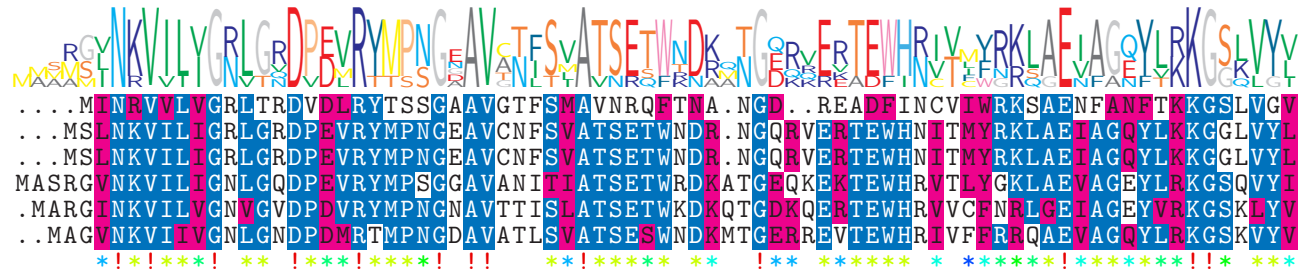 ....MINRVVLVGRLTRDVDLRYTSSGAAVGTFSMAVNRQFTNA.NGD..READFINCVIWRKSAENFANFTKKGSLVGV
...MSLNKVILIGRLGRDPEVRYMPNGEAVCNFSVATSETWNDR.NGQRVERTEWHNITMYRKLAEIAGQYLKKGGLVYL
...MSLNKVILIGRLGRDPEVRYMPNGEAVCNFSVATSETWNDR.NGQRVERTEWHNITMYRKLAEIAGQYLKKGGLVYL
MASRGVNKVILIGNLGQDPEVRYMPSGGAVANITIATSETWRDKATGEQKEKTEWHRVTLYGKLAEVAGEYLRKGSQVYI
.MARGINKVILVGNVGVDPDVRYMPNGNAVTTISLATSETWKDKQTGDKQERTEWHRVVCFNRLGEIAGEYVRKGSKLYV
..MAGVNKVIIVGNLGNDPDMRTMPNGDAVATLSVATSESWNDKMTGERREVTEWHRIVFFRRQAEVAGQYLRKGSKVYV